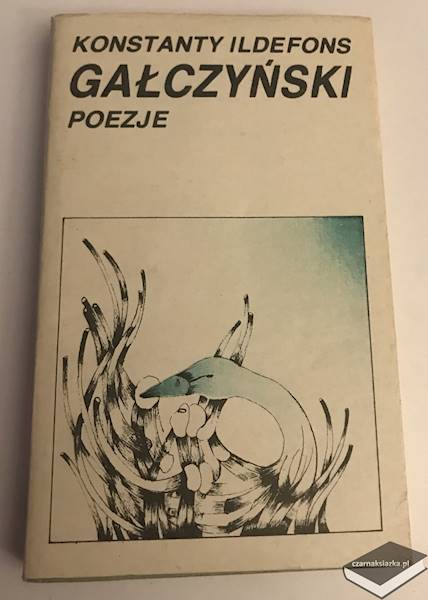 KONSTANTY ILDEFONS
GAŁCZYŃSKI
POEZJE
czarnaksiazka.pl